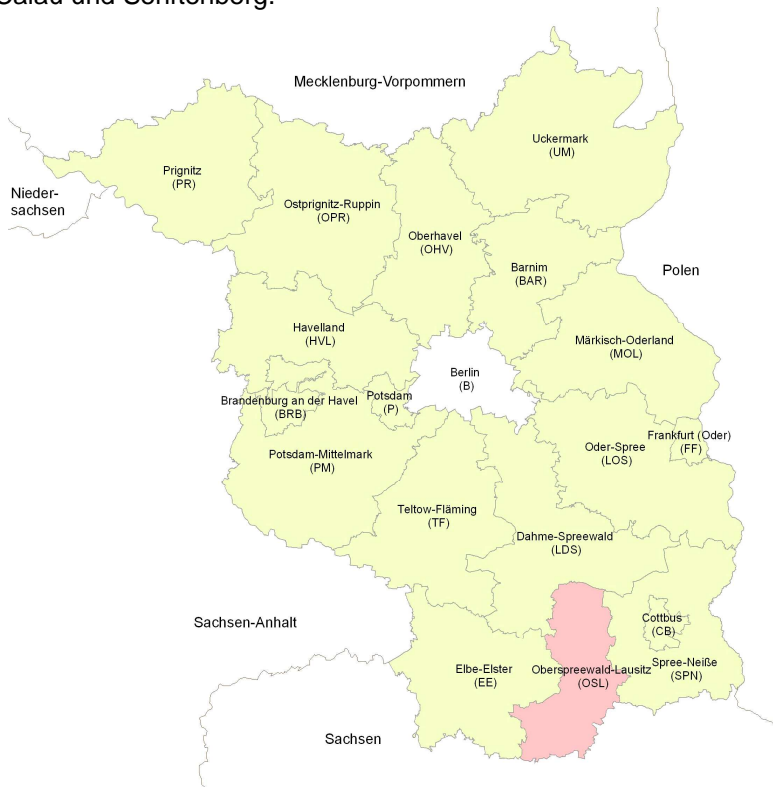 Calau und Senftenberg.
Mecklenburg-Vorpommern
Uckermark
(UM)
Prignitz
(PR)
Nieder-
sachsen
Ostprignitz-Ruppin
(OPR)
Oberhavel
(OHV)
Barnim
(BAR)
Polen
Havelland
(HVL)
Märkisch-Oderland
(MOL)
Berlin
(B)
Brandenburg an der Havel
(BRB)
Potsdam
(P)
Frankfurt (Oder)
(FF)
Oder-Spree
(LOS)
Potsdam-Mittelmark
(PM)
Teltow-Fläming
(TF)
Dahme-Spreewald
(LDS)
Sachsen-Anhalt
Cottbus
(CB)
Elbe-Elster
(EE)
Oberspreewald-Lausitz
(OSL)
Spree-Neiße
(SPN)
Sachsen